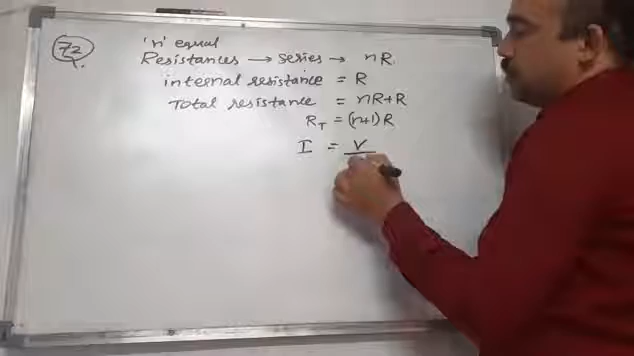 72.
'n' equal
Resistances → series → nR.
internal resistance = R
Total resistance = nR+R
R_T = (n+1)R
I = V